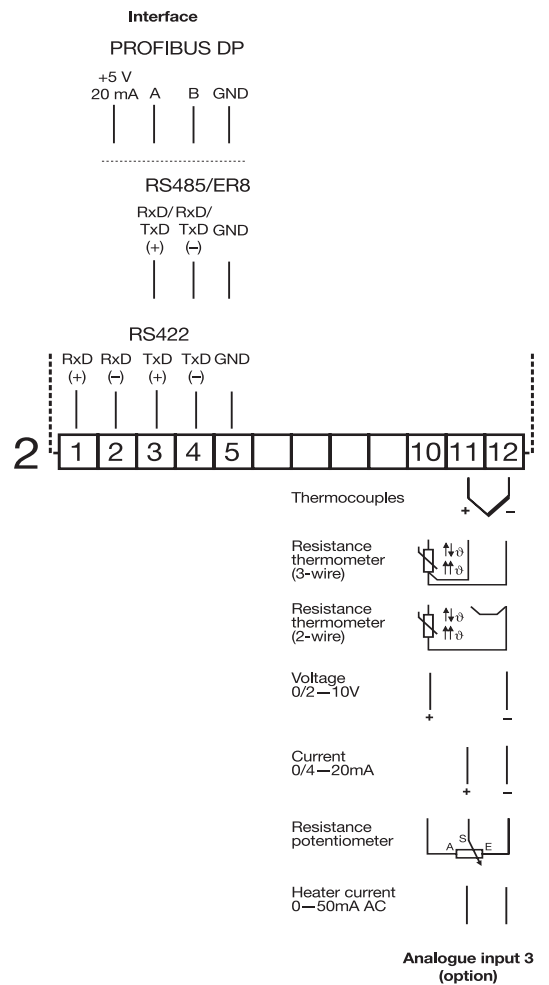 Interface
PROFIBUS DP
+5 V
20 mA A B GND
RS485/ER8
RxD/ RxD/
TxD TxD GND
(+) (–)
RS422
RxD RxD TxD TxD GND
(+) (–) (+) (–)
2 1 2 3 4 5 10 11 12
Thermocouples
+ –
Resistance
thermometer
(3-wire)
ϑ
ϑ
Resistance
thermometer
(2-wire)
ϑ
ϑ
Voltage
0/2—10V
+ –
Current
0/4—20mA
+ –
Resistance
potentiometer
A S E
Heater current
0—50mA AC
Analogue input 3
(option)